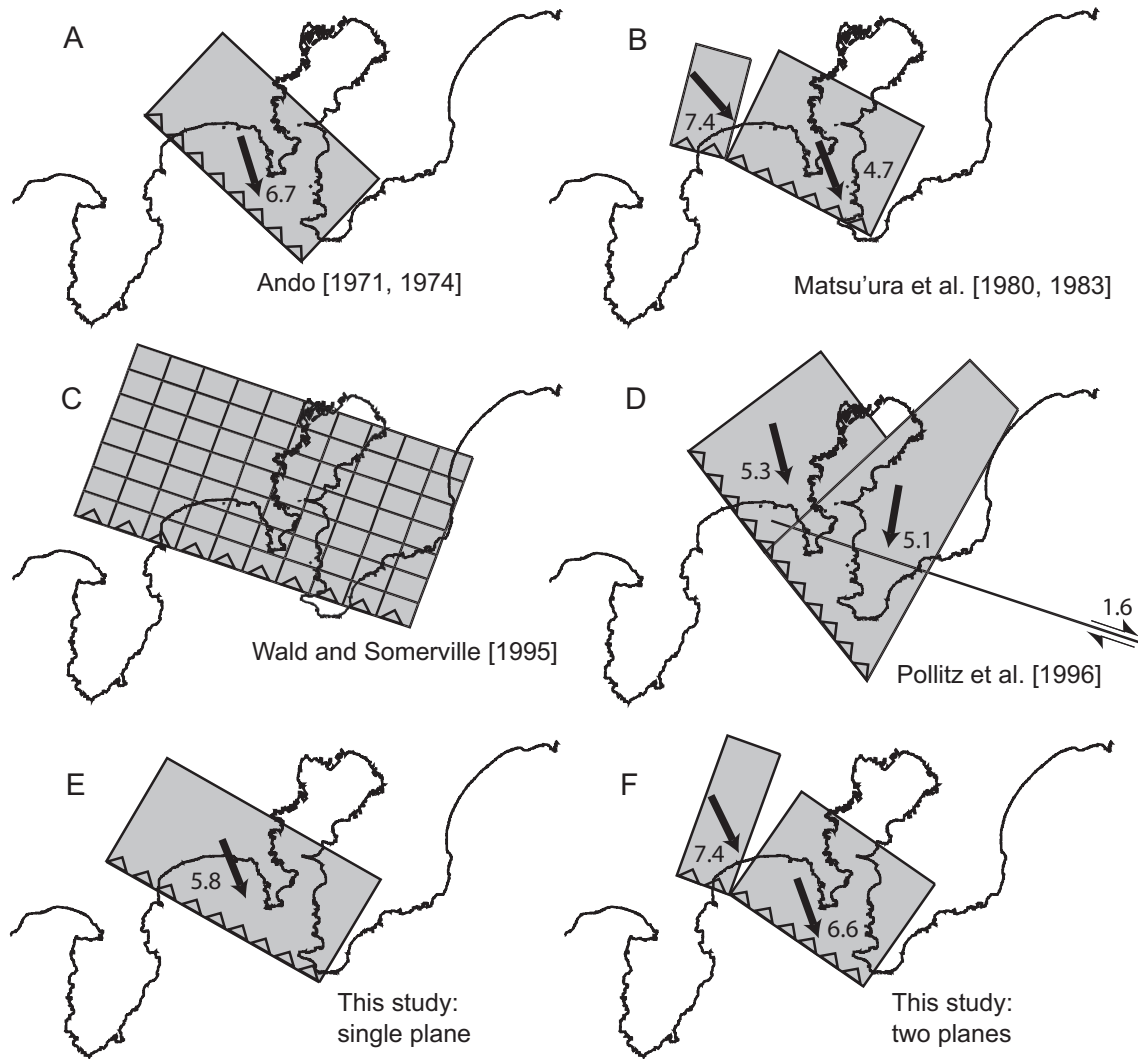 A
6.7
Ando [1971, 1974]
B
7.4
4.7
Matsu'ura et al. [1980, 1983]
C
Wald and Somerville [1995]
D
5.3
5.1
1.6
Pollitz et al. [1996]
E
5.8
This study:
single plane
F
7.4
6.6
This study:
two planes